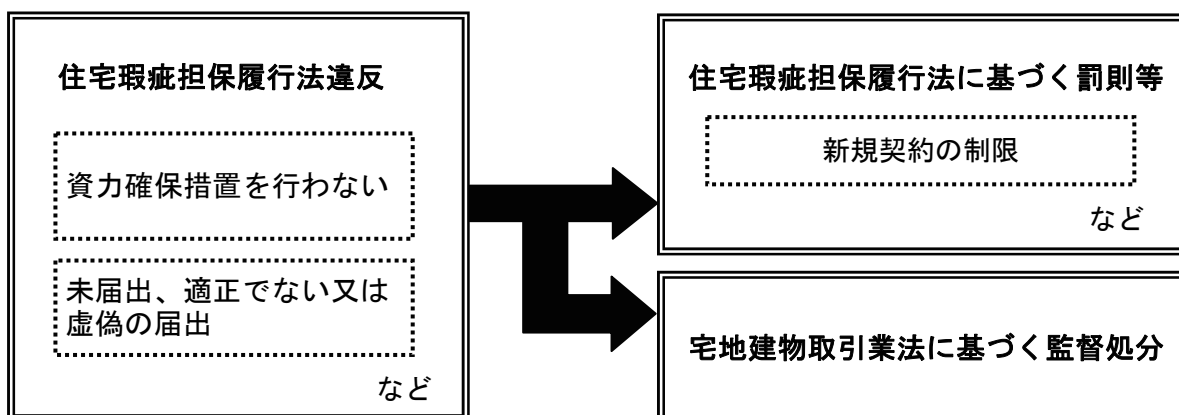 住宅瑕疵担保履行法違反
資力確保措置を行わない
未届出、適正でない又は
虚偽の届出
など
住宅瑕疵担保履行法に基づく罰則等
新規契約の制限
など
宅地建物取引業法に基づく監督処分